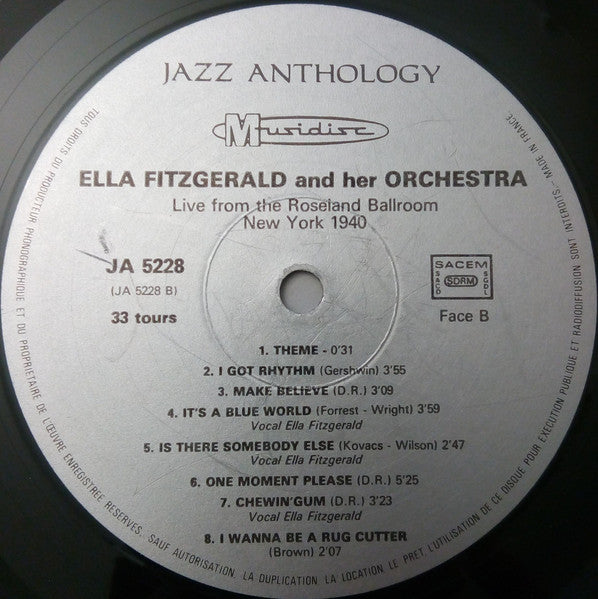 JAZZ ANTHOLOGY
Musidisc
ELLA FITZGERALD and her ORCHESTRA
Live from the Roseland Ballroom
New York 1940
JA 5228
(JA 5228 B)
33 tours
SACEM
SACD
SDRM
SGDL
Face B
1. THEME - 0'31
2. I GOT RHYTHM (Gershwin) 3'55
3. MAKE BELIEVE (D.R.) 3'09
4. IT'S A BLUE WORLD (Forrest - Wright) 3'59
Vocal Ella Fitzgerald
5. IS THERE SOMEBODY ELSE (Kovacs - Wilson) 2'47
Vocal Ella Fitzgerald
6. ONE MOMENT PLEASE (D.R.) 5'25
7. CHEWIN'GUM (D.R.) 3'23
Vocal Ella Fitzgerald
8. I WANNA BE A RUG CUTTER
(Brown) 2'07
TOUS DROITS DU PRODUCTEUR PHONOGRAPHIQUE ET DU PROPRIETAIRE DE L'ŒUVRE ENREGISTREE RESERVES. SAUF AUTORISATION, LA DUPLICATION, LA LOCATION, LE PRET, L'UTILISATION DE CE DISQUE POUR EXECUTION PUBLIQUE ET RADIODIFFUSION SONT INTERDITS - MADE IN FRANCE.